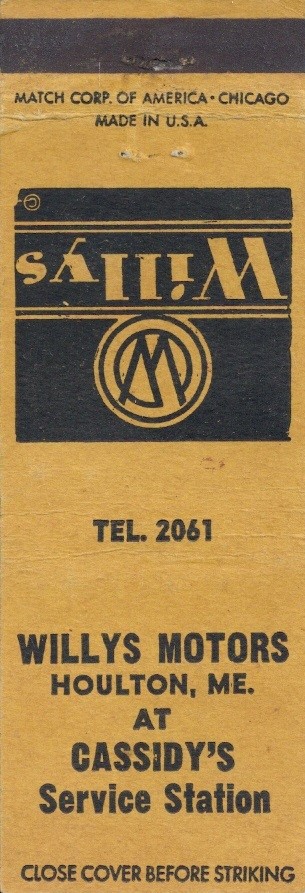 MATCH CORP. OF AMERICA • CHICAGO
MADE IN U.S.A.
©
Willys
W
TEL. 2061
WILLYS MOTORS
HOULTON, ME.
AT
CASSIDY'S
Service Station
CLOSE COVER BEFORE STRIKING